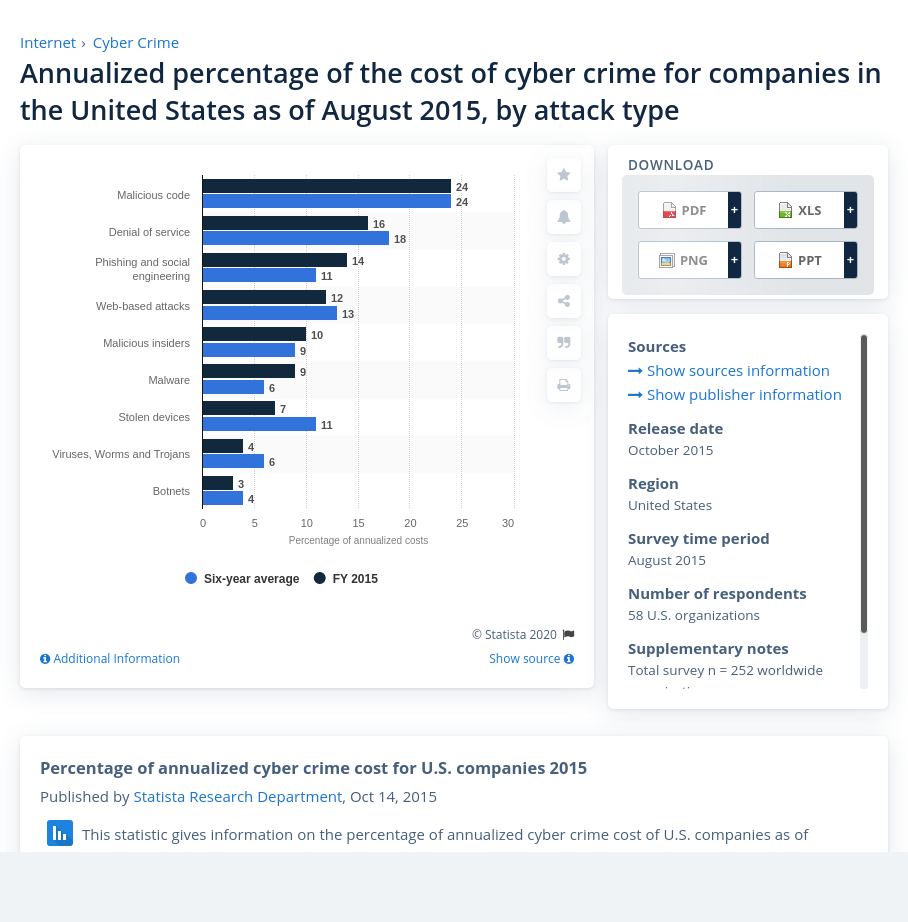 Internet › Cyber Crime
Annualized percentage of the cost of cyber crime for companies in
the United States as of August 2015, by attack type
Malicious code
24
24
Denial of service
16
18
Phishing and social
engineering
14
11
Web-based attacks
12
13
Malicious insiders
10
9
Malware
9
6
Stolen devices
7
11
Viruses, Worms and Trojans
4
6
Botnets
3
4
0 5 10 15 20 25 30
Percentage of annualized costs
Six-year average FY 2015
© Statista 2020
Additional Information
Show source
DOWNLOAD
PDF +
XLS +
PNG +
PPT +
Sources
Show sources information
Show publisher information
Release date
October 2015
Region
United States
Survey time period
August 2015
Number of respondents
58 U.S. organizations
Supplementary notes
Total survey n = 252 worldwide
Percentage of annualized cyber crime cost for U.S. companies 2015
Published by Statista Research Department, Oct 14, 2015
This statistic gives information on the percentage of annualized cyber crime cost of U.S. companies as of